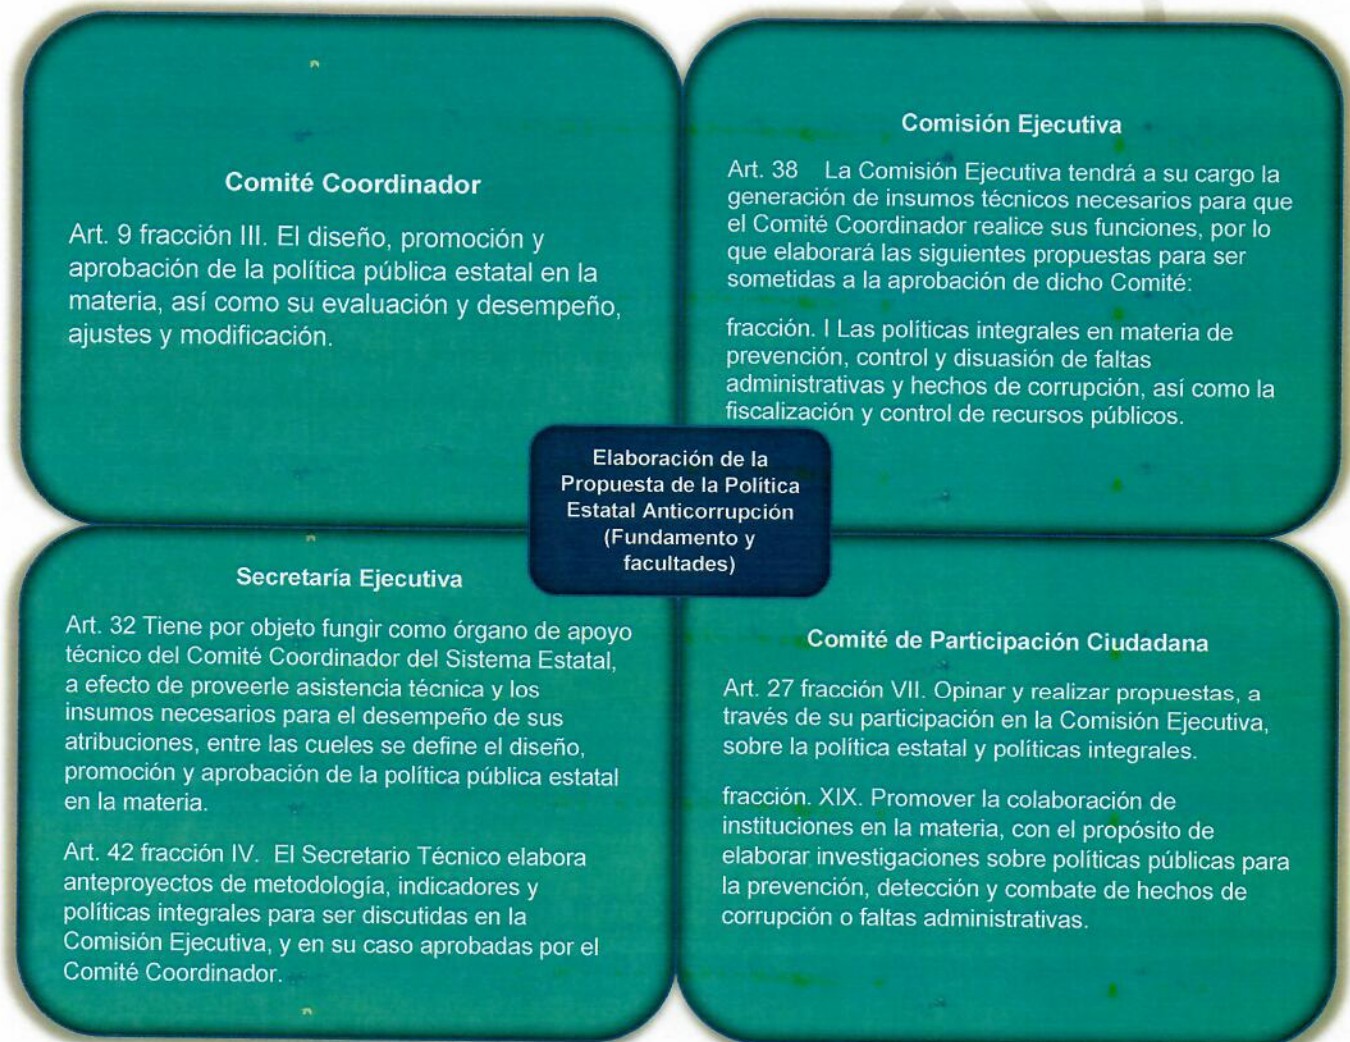 Comité Coordinador
Art. 9 fracción III. El diseño, promoción y
aprobación de la política pública estatal en la
materia, así como su evaluación y desempeño,
ajustes y modificación.
Comisión Ejecutiva
Art. 38 La Comisión Ejecutiva tendrá a su cargo la
generación de insumos técnicos necesarios para que
el Comité Coordinador realice sus funciones, por lo
que elaborará las siguientes propuestas para ser
sometidas a la aprobación de dicho Comité:
fracción. I Las políticas integrales en materia de
prevención, control y disuasión de faltas
administrativas y hechos de corrupción, así como la
fiscalización y control de recursos públicos.
Elaboración de la
Propuesta de la Política
Estatal Anticorrupción
(Fundamento y
facultades)
Secretaría Ejecutiva
Art. 32 Tiene por objeto fungir como órgano de apoyo
técnico del Comité Coordinador del Sistema Estatal,
a efecto de proveerle asistencia técnica y los
insumos necesarios para el desempeño de sus
atribuciones, entre las cueles se define el diseño,
promoción y aprobación de la política pública estatal
en la materia.
Art. 42 fracción IV. El Secretario Técnico elabora
anteproyectos de metodología, indicadores y
políticas integrales para ser discutidas en la
Comisión Ejecutiva, y en su caso aprobadas por el
Comité Coordinador.
Comité de Participación Ciudadana
Art. 27 fracción VII. Opinar y realizar propuestas, a
través de su participación en la Comisión Ejecutiva,
sobre la política estatal y políticas integrales.
fracción. XIX. Promover la colaboración de
instituciones en la materia, con el propósito de
elaborar investigaciones sobre políticas públicas para
la prevención, detección y combate de hechos de
corrupción o faltas administrativas.